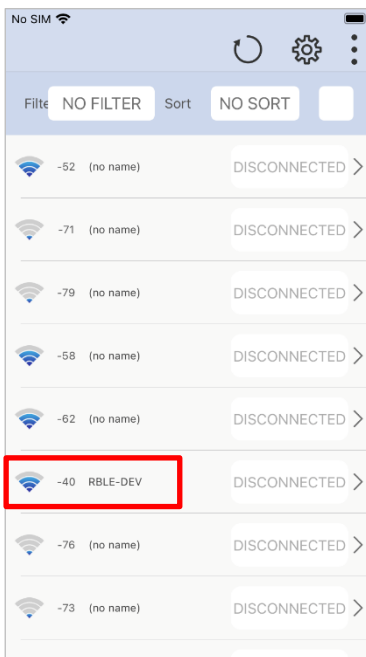 No SIM
Filte NO FILTER Sort NO SORT
-52 (no name) DISCONNECTED
-71 (no name) DISCONNECTED
-79 (no name) DISCONNECTED
-58 (no name) DISCONNECTED
-62 (no name) DISCONNECTED
-40 RBLE-DEV DISCONNECTED
-76 (no name) DISCONNECTED
-73 (no name) DISCONNECTED